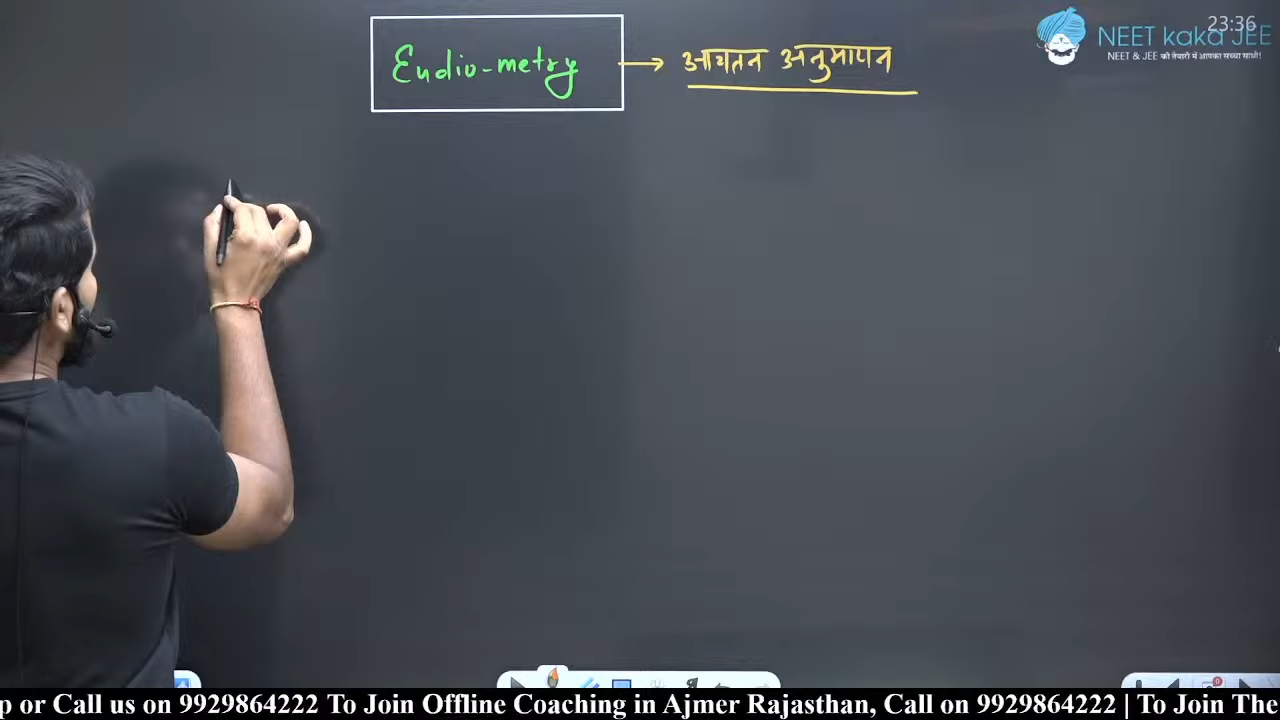 Eudio-metry → आयतन अनुमापन
23:36
NEET kaka JEE
NEET & JEE की तैयारी में आपका सच्चा साथी!
p or Call us on 9929864222 To Join Offline Coaching in Ajmer Rajasthan, Call on 9929864222 | To Join The